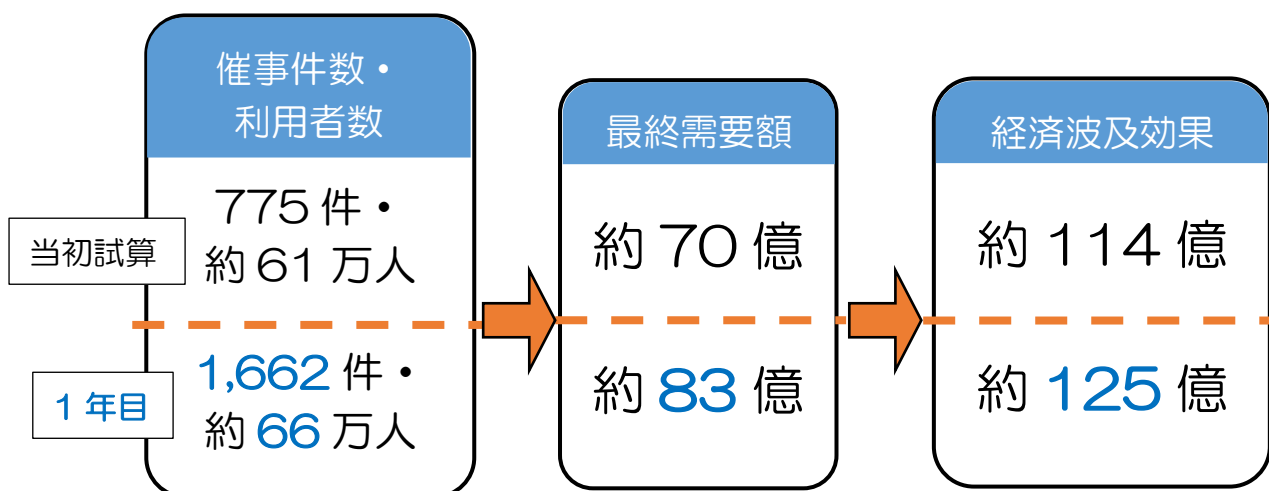 催事件数・
利用者数
当初試算
775件・
約61万人
1年目
1,662件・
約66万人
最終需要額
約70億
約83億
経済波及効果
約114億
約125億